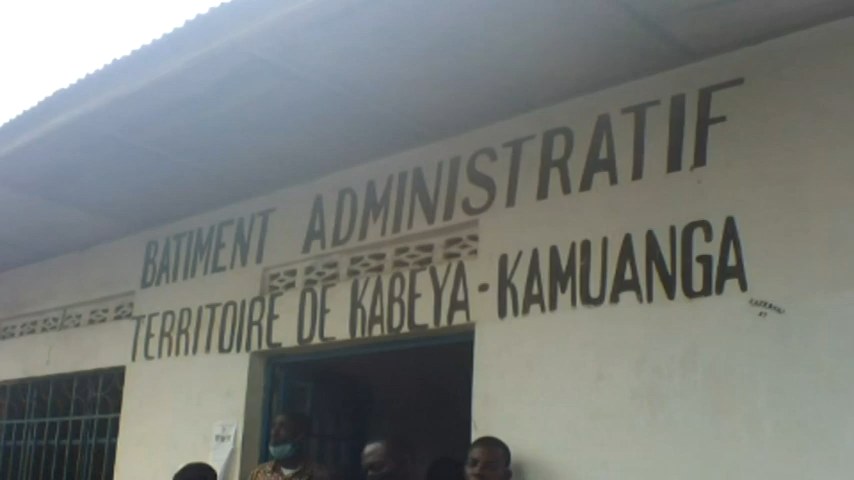 BATIMENT ADMINISTRATIF
TERRITOIRE DE KABEYA-KAMUANGA